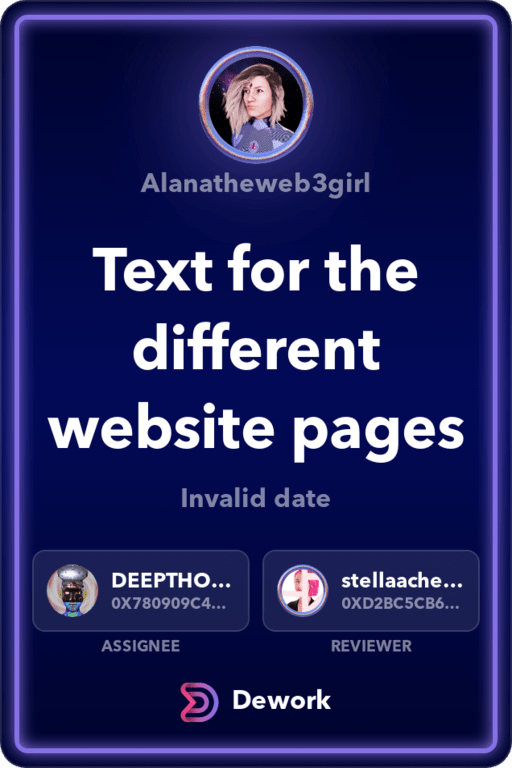 Alanatheweb3girl
Text for the
different
website pages
Invalid date
DEEPTHO...
0X780909C4...
ASSIGNEE
stellaache...
0XD2BC5CB6...
REVIEWER
Dework